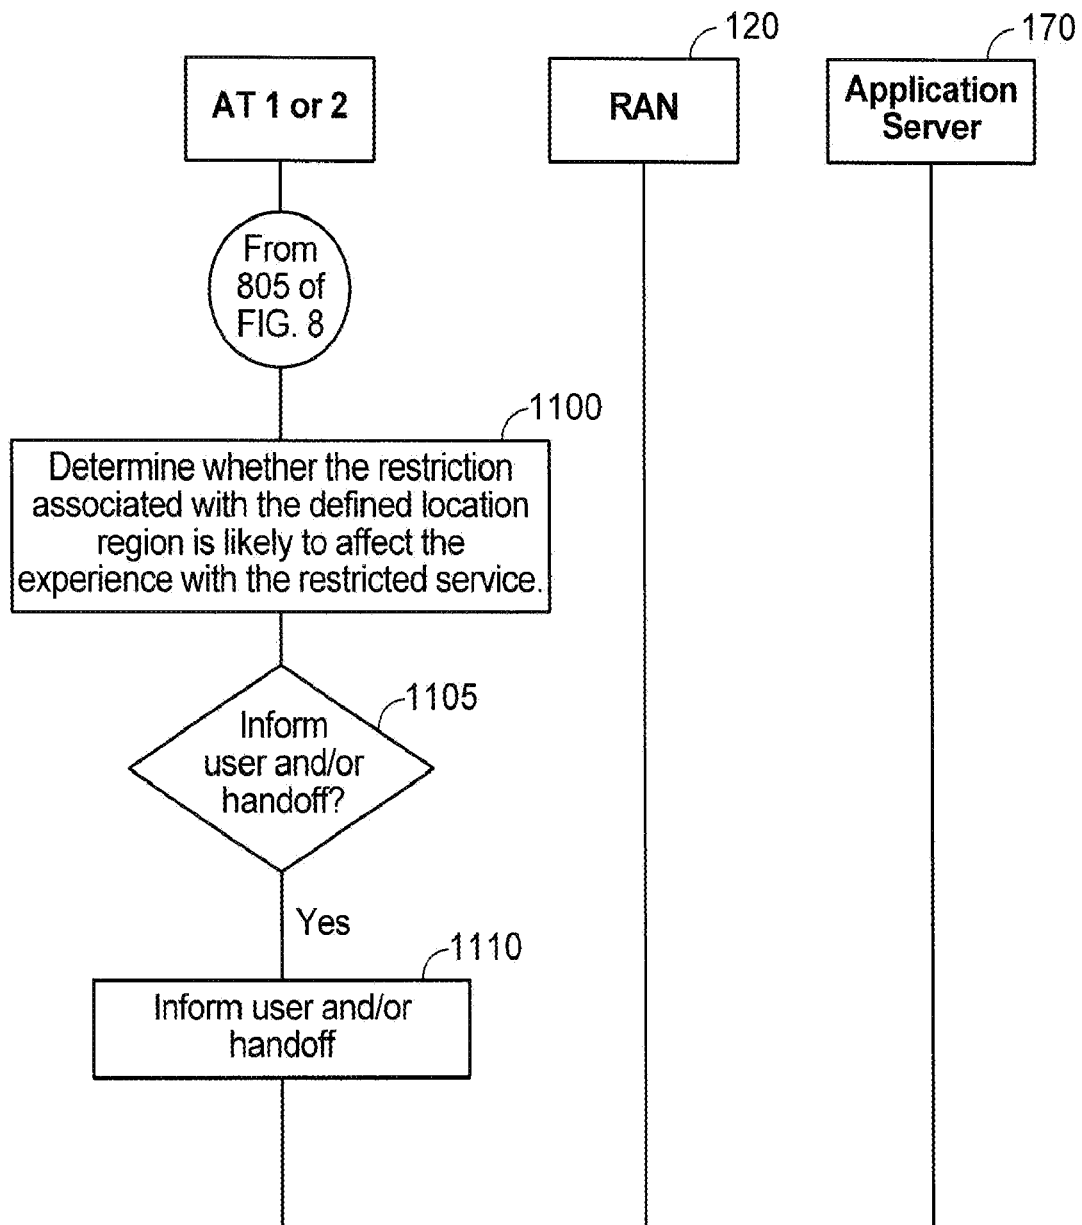 120
170
AT 1 or 2
RAN
Application
Server
From
805 of
FIG. 8
1100
Determine whether the restriction
associated with the defined location
region is likely to affect the
experience with the restricted service.
1105
Inform
user and/or
handoff?
Yes
1110
Inform user and/or
handoff